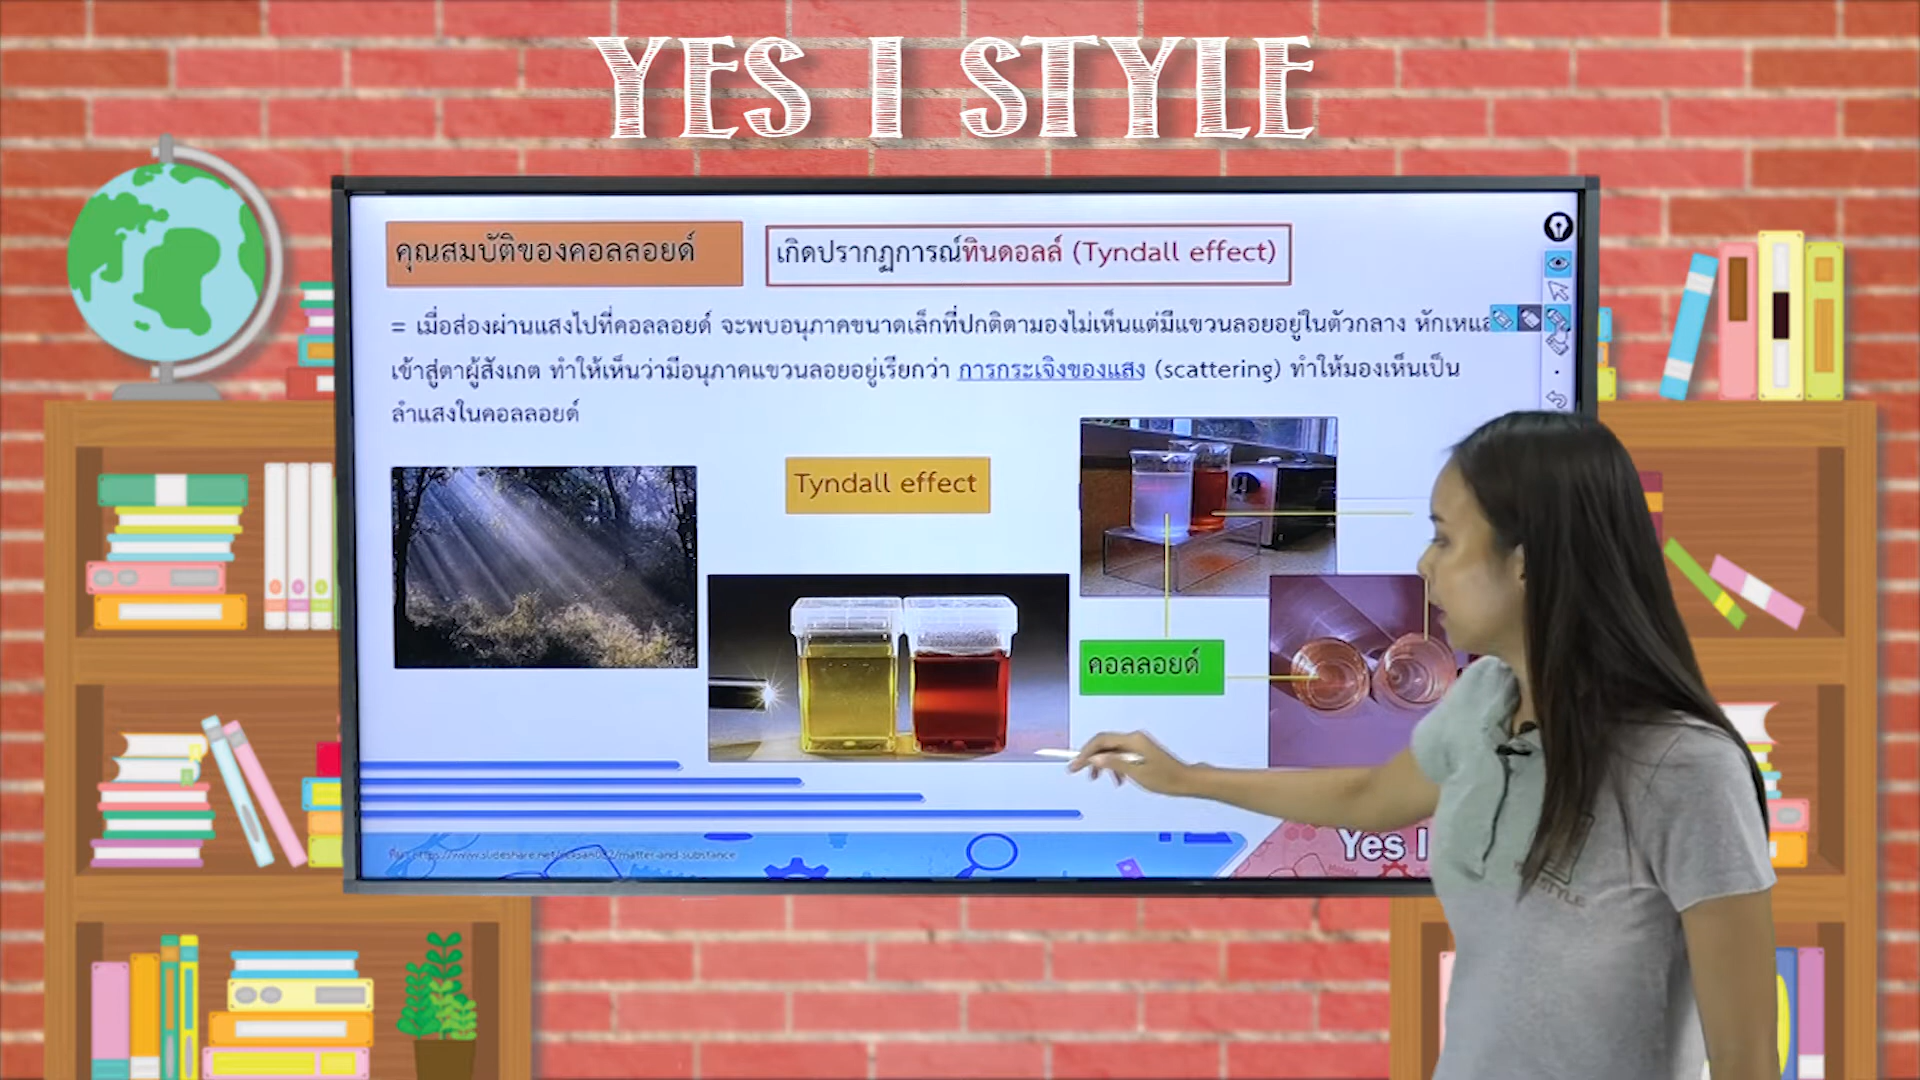 YES I STYLE
คุณสมบัติของคอลลอยด์
เกิดปรากฏการณ์ทินดอลล์ (Tyndall effect)
= เมื่อส่องผ่านแสงไปที่คอลลอยด์ จะพบอนุภาคขนาดเล็กที่ปกติตามองไม่เห็นแต่มีแขวนลอยอยู่ในตัวกลาง หักเหแส
เข้าสู่ตาผู้สังเกต ทำให้เห็นว่ามีอนุภาคแขวนลอยอยู่เรียกว่า การกระเจิงของแสง (scattering) ทำให้มองเห็นเป็น
ลำแสงในคอลลอยด์
Tyndall effect
คอลลอยด์
Yes I
STYLE